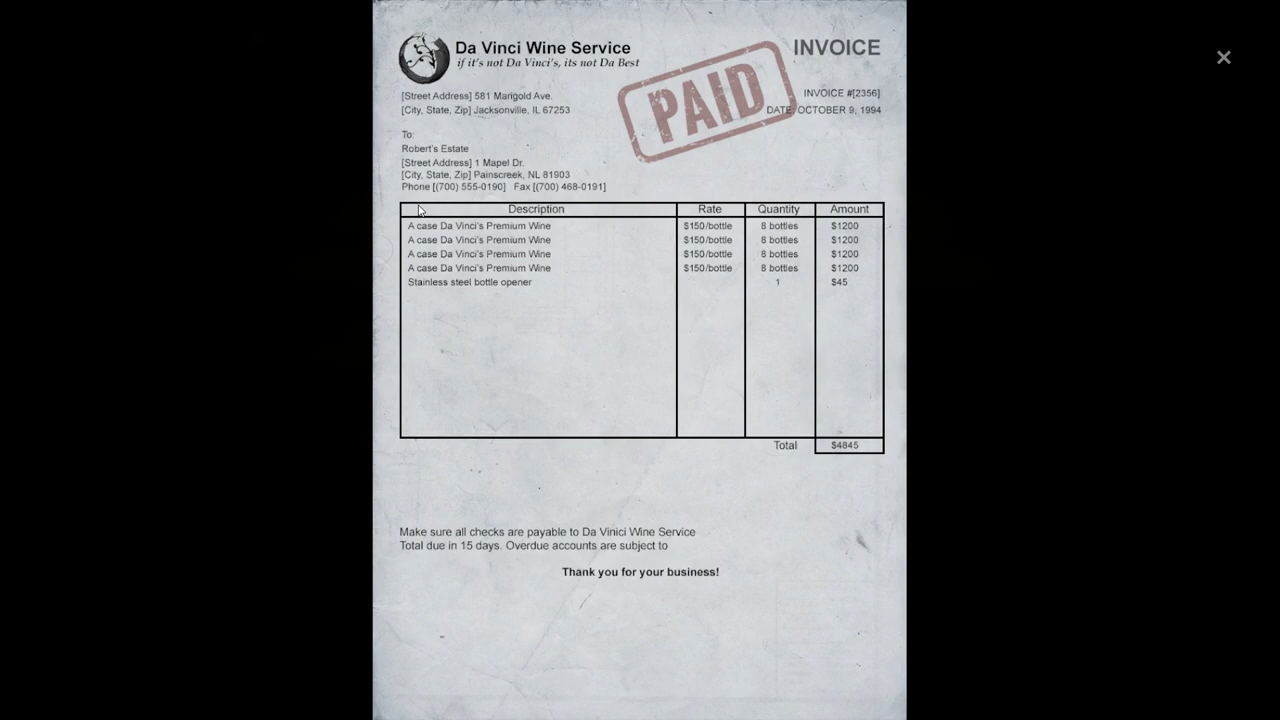 Da Vinci Wine Service
if it's not Da Vinci's, its not Da Best
INVOICE
PAID
[Street Address] 581 Marigold Ave.
[City, State, Zip] Jacksonville, IL 67253
INVOICE #[2356]
DATE: OCTOBER 9, 1994
To:
Robert's Estate
[Street Address] 1 Mapel Dr.
[City, State, Zip] Painscreek, NL 81903
Phone [(700) 555-0190] Fax [(700) 468-0191]
Description Rate Quantity Amount
A case Da Vinci's Premium Wine $150/bottle 8 bottles $1200
A case Da Vinci's Premium Wine $150/bottle 8 bottles $1200
A case Da Vinci's Premium Wine $150/bottle 8 bottles $1200
A case Da Vinci's Premium Wine $150/bottle 8 bottles $1200
Stainless steel bottle opener 1 $45
Total $4845
Make sure all checks are payable to Da Vinici Wine Service
Total due in 15 days. Overdue accounts are subject to
Thank you for your business!